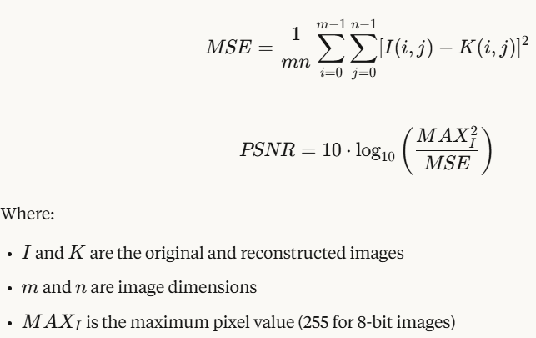 MSE = \frac{1}{mn} \sum_{i=0}^{m-1} \sum_{j=0}^{n-1} [I(i,j) - K(i,j)]^2
PSNR = 10 \cdot \log_{10} \left( \frac{MAX_I^2}{MSE} \right)
Where:
• I and K are the original and reconstructed images
• m and n are image dimensions
• MAX_I is the maximum pixel value (255 for 8-bit images)